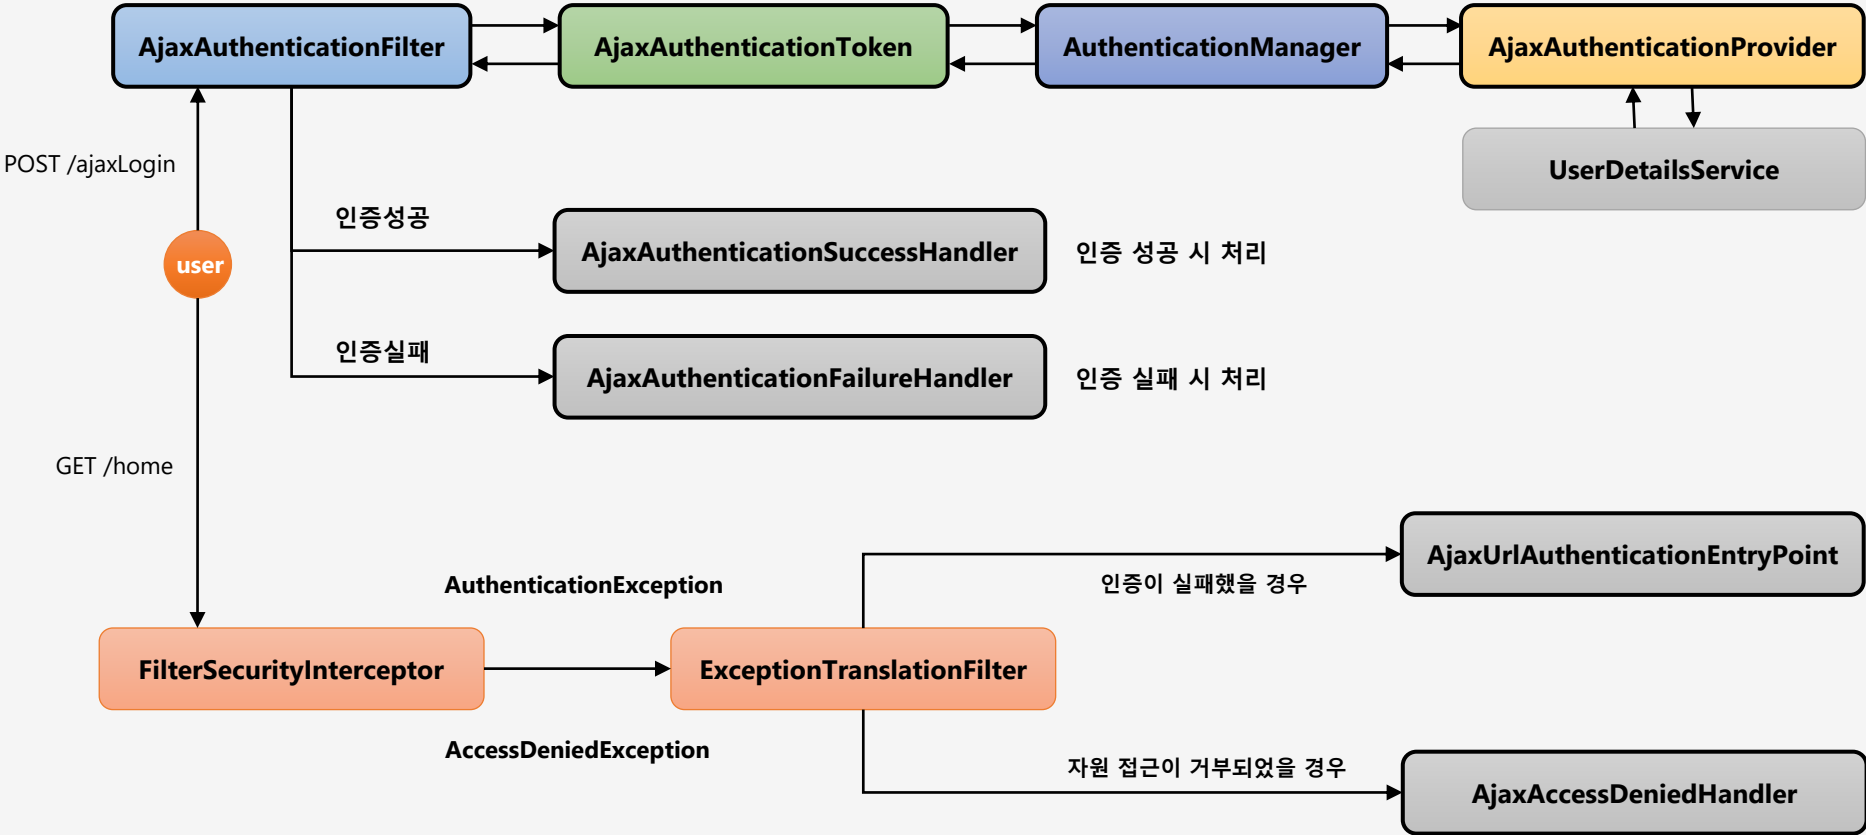 AjaxAuthenticationFilter
AjaxAuthenticationToken
AuthenticationManager
AjaxAuthenticationProvider
POST /ajaxLogin
UserDetailsService
인증성공
AjaxAuthenticationSuccessHandler
인증 성공 시 처리
user
인증실패
AjaxAuthenticationFailureHandler
인증 실패 시 처리
GET /home
AjaxUrlAuthenticationEntryPoint
AuthenticationException
인증이 실패했을 경우
FilterSecurityInterceptor
ExceptionTranslationFilter
AccessDeniedException
자원 접근이 거부되었을 경우
AjaxAccessDeniedHandler